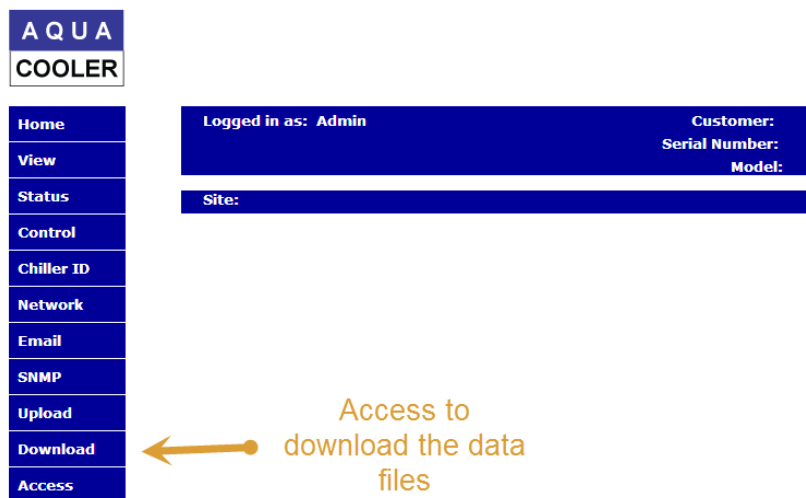 AQUA
COOLER
Home
View
Status
Control
Chiller ID
Network
Email
SNMP
Upload
Download
Access
Logged in as: Admin
Customer:
Serial Number:
Model:
Site:
Access to
download the data
files